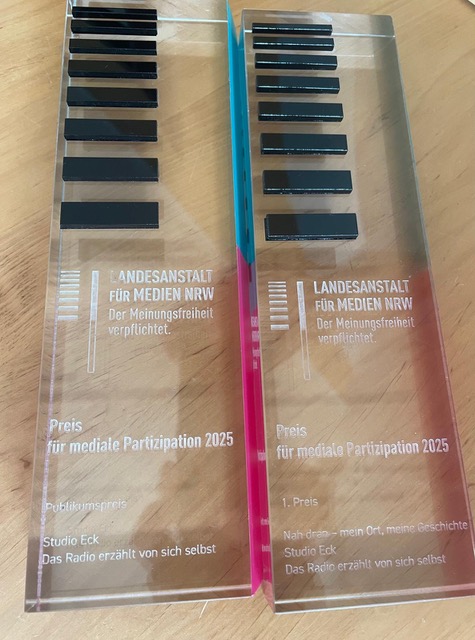 LANDESANSTALT
FÜR MEDIEN NRW
Der Meinungsfreiheit
verpflichtet.
Preis
für mediale Partizipation 2025
Publikumspreis
Studio Eck
Das Radio erzählt von sich selbst
LANDESANSTALT
FÜR MEDIEN NRW
Der Meinungsfreiheit
verpflichtet.
Preis
für mediale Partizipation 2025
1. Preis
Nah dran – mein Ort, meine Geschichte
Studio Eck
Das Radio erzählt von sich selbst